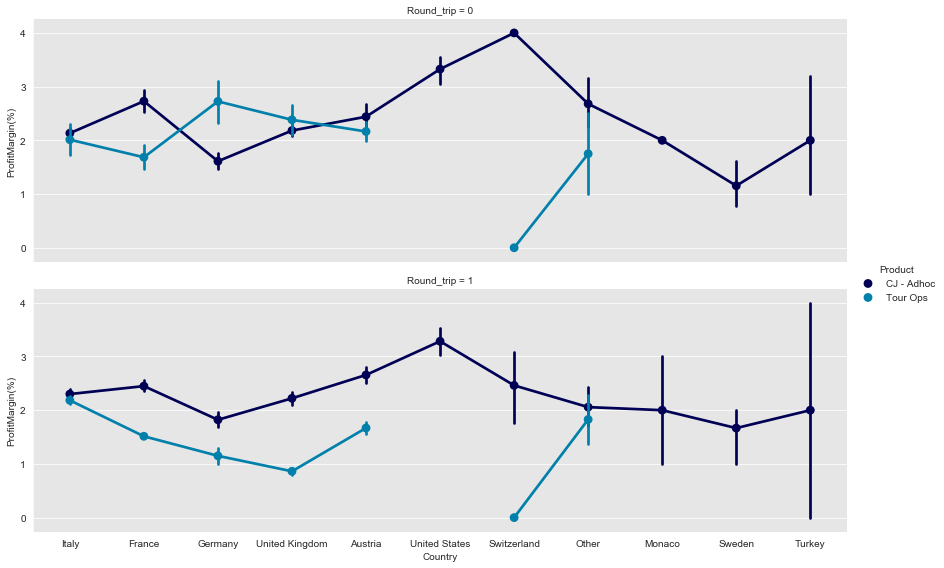 Round_trip = 0
4
3
2
1
0
ProfitMargin(%)
Round_trip = 1
4
3
2
1
0
ProfitMargin(%)
Italy France Germany United Kingdom Austria United States Switzerland Other Monaco Sweden Turkey
Country
Product
CJ - Adhoc
Tour Ops